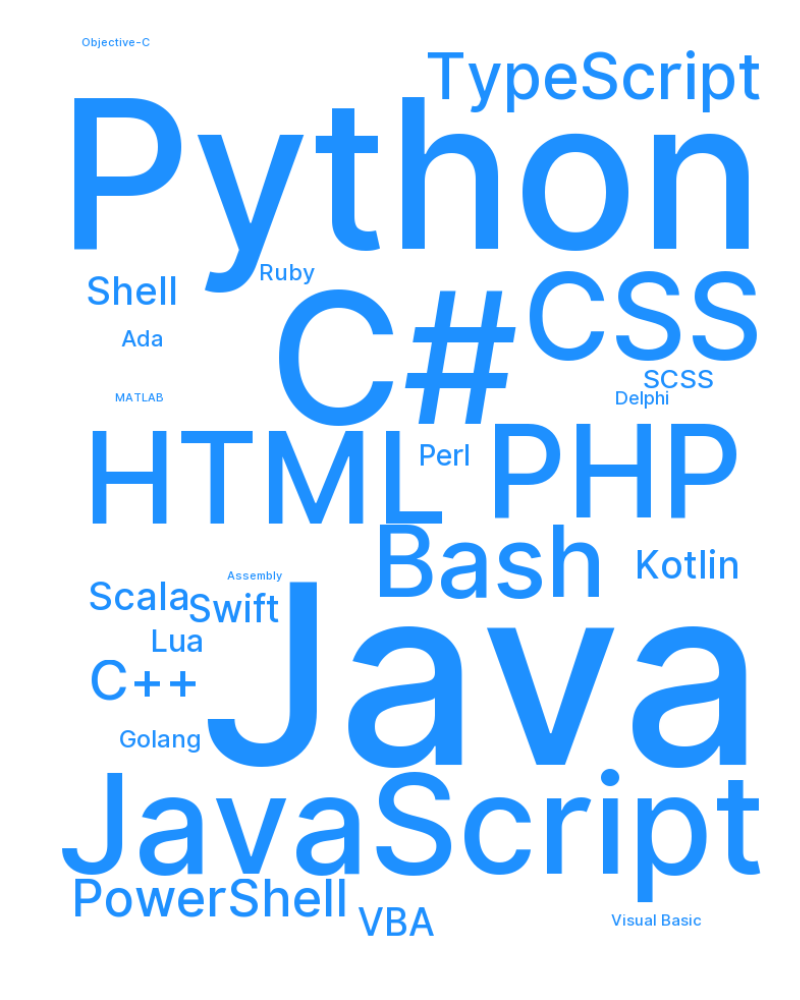 Objective-C
TypeScript
Python
Ruby
Shell
CSS
C#
Ada
SCSS
MATLAB
Delphi
HTML
Perl
PHP
Bash
Kotlin
Assembly
Scala
Swift
Java
Lua
C++
Golang
JavaScript
PowerShell
VBA
Visual Basic